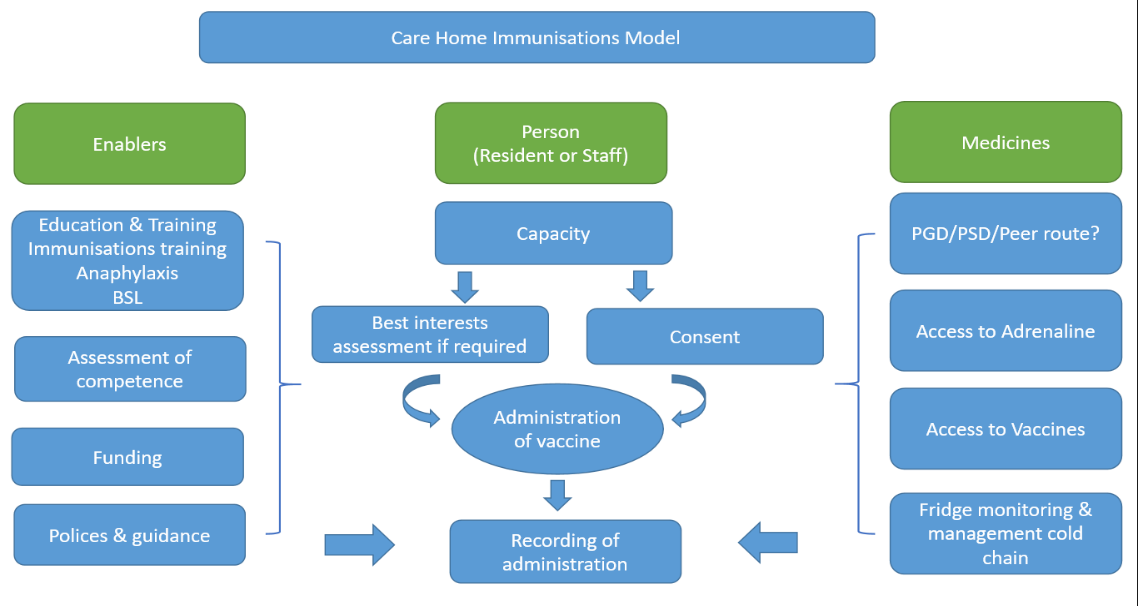 Care Home Immunisations Model
Enablers
Education & Training
Immunisations training
Anaphylaxis
BSL
Assessment of
competence
Funding
Polices & guidance
Person
(Resident or Staff)
Capacity
Best interests
assessment if required
Consent
Administration
of vaccine
Recording of
administration
Medicines
PGD/PSD/Peer route?
Access to Adrenaline
Access to Vaccines
Fridge monitoring &
management cold
chain